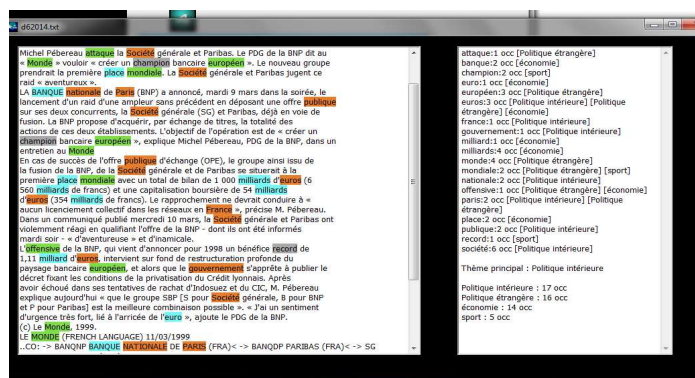 d62014.txt
Michel Pébereau attaque la Société générale et Paribas. Le PDG de la BNP dit au
« Monde » vouloir « créer un champion bancaire européen ». Le nouveau groupe
prendrait la première place mondiale. La Société générale et Paribas jugent ce
raid « aventureux ».
LA BANQUE nationale de Paris (BNP) a annoncé, mardi 9 mars dans la soirée, le
lancement d'un raid d'une ampleur sans précédent en déposant une offre publique
sur ses deux concurrents, la Société générale (SG) et Paribas, déjà en voie de
fusion. La BNP propose d'acquérir, par échange de titres, la totalité des
actions de ces deux établissements. L'objectif de l'opération est de « créer un
champion bancaire européen », explique Michel Pébereau, PDG de la BNP, dans un
entretien au Monde
En cas de succès de l'offre publique d'échange (OPE), le groupe ainsi issu de
la fusion de la BNP, de la Société générale et de Paribas se situerait à la
première place mondiale avec un total de bilan de 1 000 milliards d'euros (6
560 milliards de francs) et une capitalisation boursière de 54 milliards
d'euros (354 milliards de francs). Le rapprochement ne devrait conduire à «
aucun licenciement collectif dans les réseaux en France », précise M. Pébereau.
Dans un communiqué publié mercredi 10 mars, la Société générale et Paribas ont
violemment réagi en qualifiant l'offre de la BNP - dont ils ont été informés
mardi soir - « d'aventureuse » et d'inamicale.
L'offensive de la BNP, qui vient d'annoncer pour 1998 un bénéfice record de
1,11 milliard d'euros, intervient sur fond de restructuration profonde du
paysage bancaire européen, et alors que le gouvernement s'apprête à publier le
décret fixant les conditions de la privatisation du Crédit lyonnais. Après
avoir échoué dans ses tentatives de rachat d'Indosuez et du CIC, M. Pébereau
explique aujourd'hui « que le groupe SBP [S pour Société générale, B pour BNP
et P pour Paribas] est la meilleure combinaison possible ». « J'ai un sentiment
d'urgence très fort, lié à l'arrivée de l'euro », ajoute le PDG de la BNP.
(c) Le Monde, 1999.
LE MONDE (FRENCH LANGUAGE) 11/03/1999
..CO: -> BANQNP BANQUE NATIONALE DE PARIS (FRA)< -> BANQDP PARIBAS (FRA)< -> SG
attaque:1 occ [Politique étrangère]
banque:2 occ [économie]
champion:2 occ [sport]
euro:1 occ [économie]
européen:3 occ [Politique étrangère]
euros:3 occ [Politique intérieure] [Politique
étrangère] [économie]
france:1 occ [Politique intérieure]
gouvernement:1 occ [Politique intérieure]
milliard:1 occ [économie]
milliards:4 occ [économie]
monde:4 occ [Politique étrangère]
mondiale:2 occ [Politique étrangère] [sport]
nationale:2 occ [Politique intérieure]
offensive:1 occ [Politique étrangère] [économie]
paris:2 occ [Politique intérieure] [Politique
étrangère]
place:2 occ [économie]
publique:2 occ [Politique intérieure]
record:1 occ [sport]
société:6 occ [Politique intérieure]
Thème principal : Politique intérieure
Politique intérieure : 17 occ
Politique étrangère : 16 occ
économie : 14 occ
sport : 5 occ